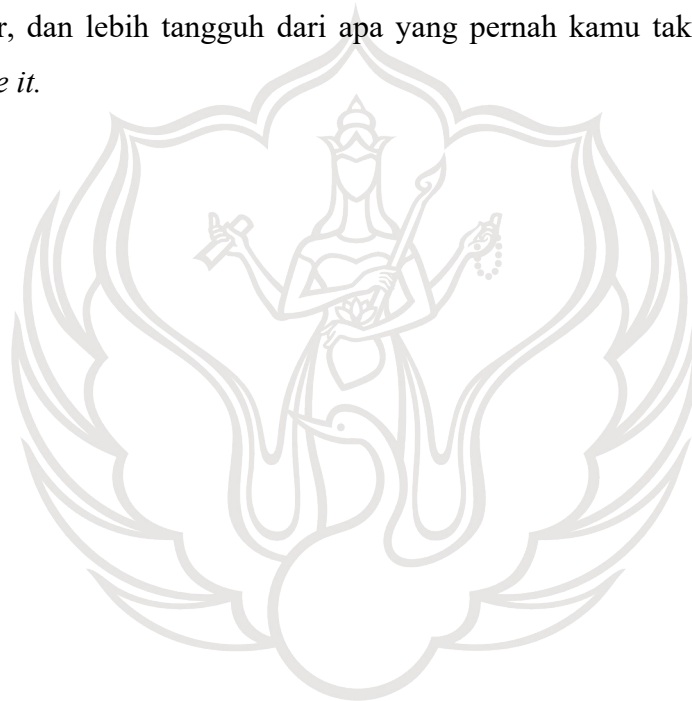 r, dan lebih tangguh dari apa yang pernah kamu tak
e it.